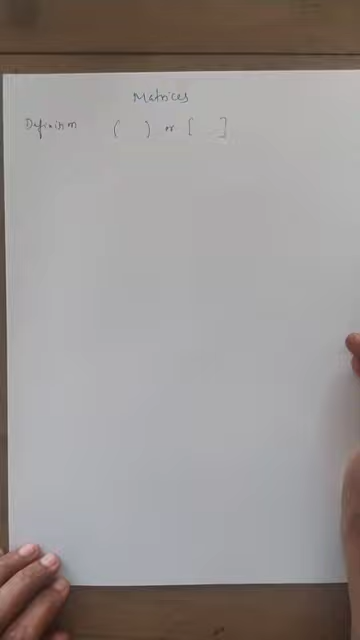 Matrices
Definition ( ) or [ ]